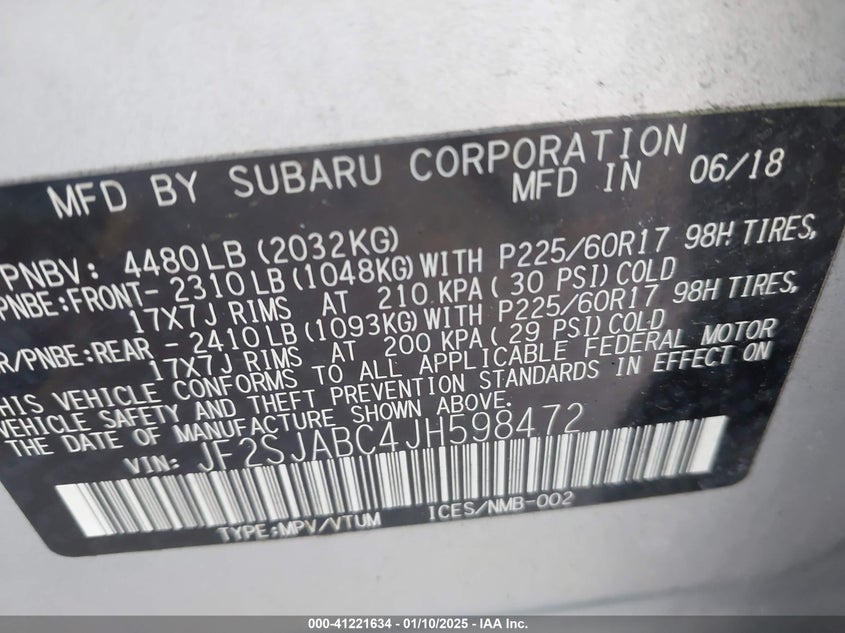 MFD BY SUBARU CORPORATION
MFD IN 06/18
PNBV: 4480LB (2032KG)
PNBE:FRONT- 2310LB (1048KG) WITH P225/60R17 98H TIRES,
17X7J RIMS AT 210 KPA ( 30 PSI) COLD
R/PNBE:REAR - 2410LB (1093KG) WITH P225/60R17 98H TIRES,
17X7J RIMS AT 200 KPA ( 29 PSI) COLD
THIS VEHICLE CONFORMS TO ALL APPLICABLE FEDERAL MOTOR
VEHICLE SAFETY AND THEFT PREVENTION STANDARDS IN EFFECT ON
THE DATE OF MANUFACTURE SHOWN ABOVE.
VIN: JF2SJABC4JH598472
TYPE:MPV/VTUM ICES/NMB-002
000-41221634 - 01/10/2025 - IAA Inc.